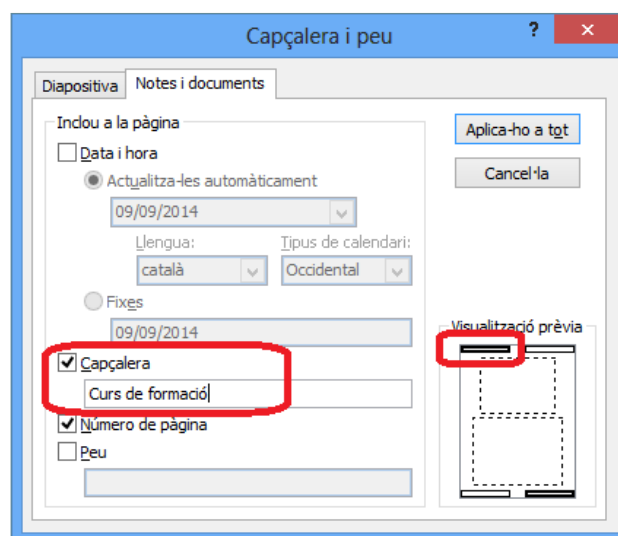 Capçalera i peu
?
×
Diapositiva
Notes i documents
Inclou a la pàgina
Data i hora
Actualitza-les automàticament
09/09/2014
Llengua:
Tipus de calendari:
català
Occidental
Fixes
09/09/2014
Capçalera
Curs de formació
Número de pàgina
Peu
Aplica-ho a tot
Cancel·la
Visualització prèvia